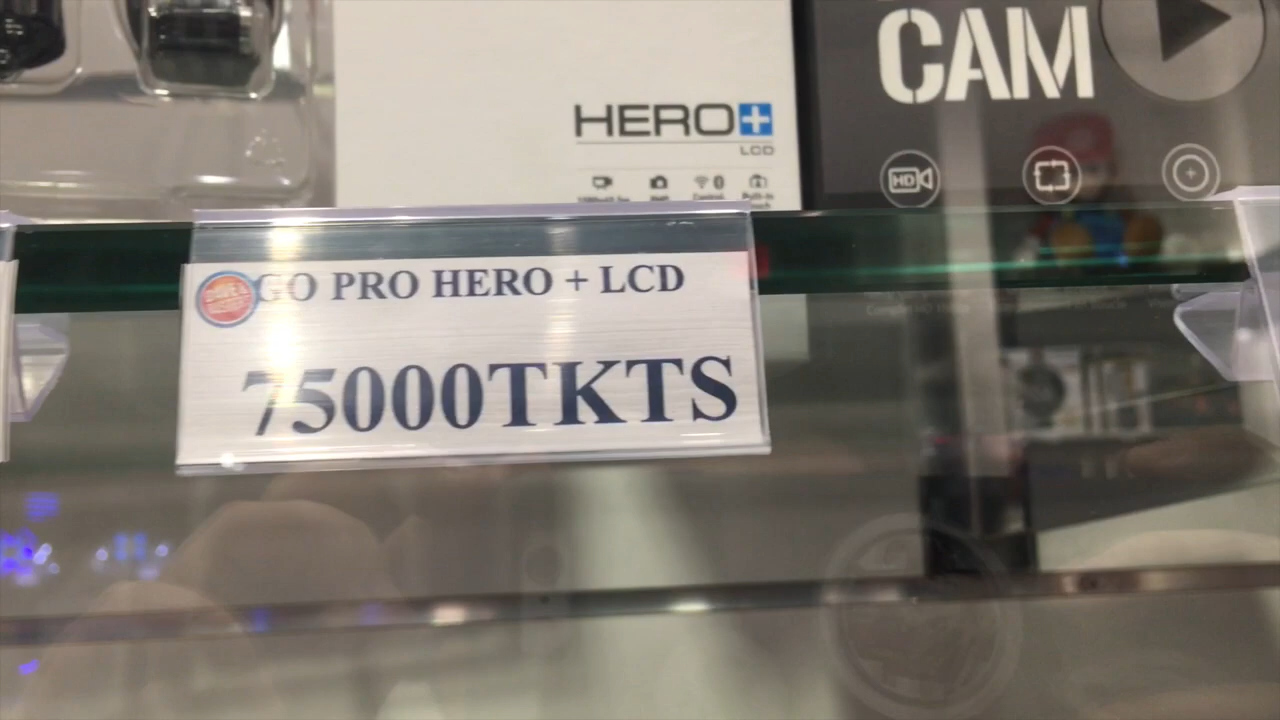 CAM
HERO+
LCD
HD
GO PRO HERO + LCD
75000TKTS